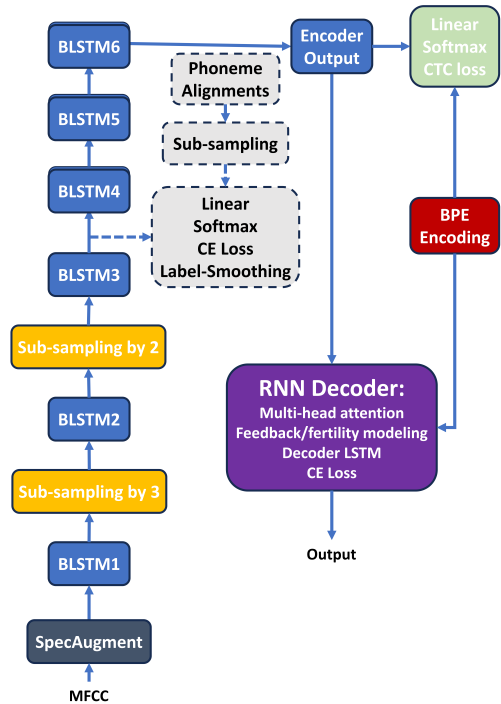 BLSTM6
Encoder
Output
Linear
Softmax
CTC loss
Phoneme
Alignments
BLSTM5
Sub-sampling
BLSTM4
Linear
Softmax
CE Loss
Label-Smoothing
BPE
Encoding
BLSTM3
Sub-sampling by 2
RNN Decoder:
Multi-head attention
Feedback/fertility modeling
Decoder LSTM
CE Loss
BLSTM2
Sub-sampling by 3
Output
BLSTM1
SpecAugment
MFCC